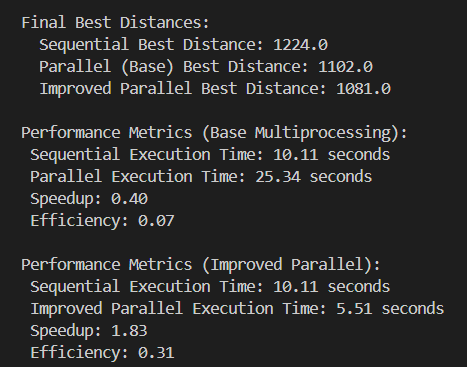 Final Best Distances:
Sequential Best Distance: 1224.0
Parallel (Base) Best Distance: 1102.0
Improved Parallel Best Distance: 1081.0
Performance Metrics (Base Multiprocessing):
Sequential Execution Time: 10.11 seconds
Parallel Execution Time: 25.34 seconds
Speedup: 0.40
Efficiency: 0.07
Performance Metrics (Improved Parallel):
Sequential Execution Time: 10.11 seconds
Improved Parallel Execution Time: 5.51 seconds
Speedup: 1.83
Efficiency: 0.31